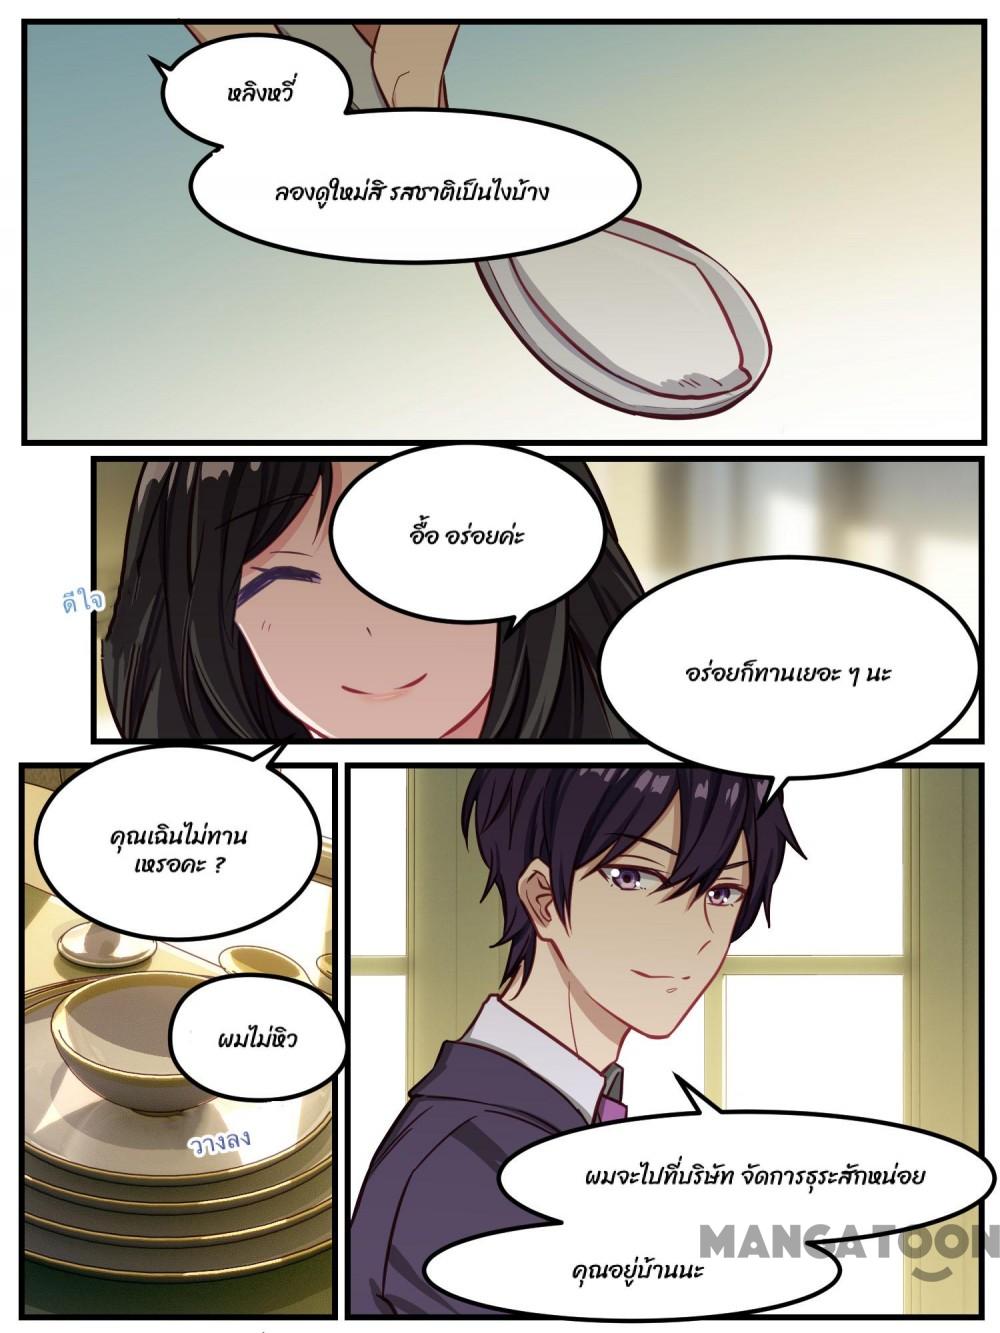 หลิงหวี่
ลองดูใหม่สิ รสชาติเป็นไงบ้าง
อื้อ อร่อยค่ะ
ดีใจ
อร่อยก็ทานเยอะ ๆ นะ
คุณเฉินไม่ทาน
เหรอคะ ?
ผมไม่หิว
วางลง
ผมจะไปที่บริษัท จัดการธุระสักหน่อย
คุณอยู่บ้านนะ
MANGATOON